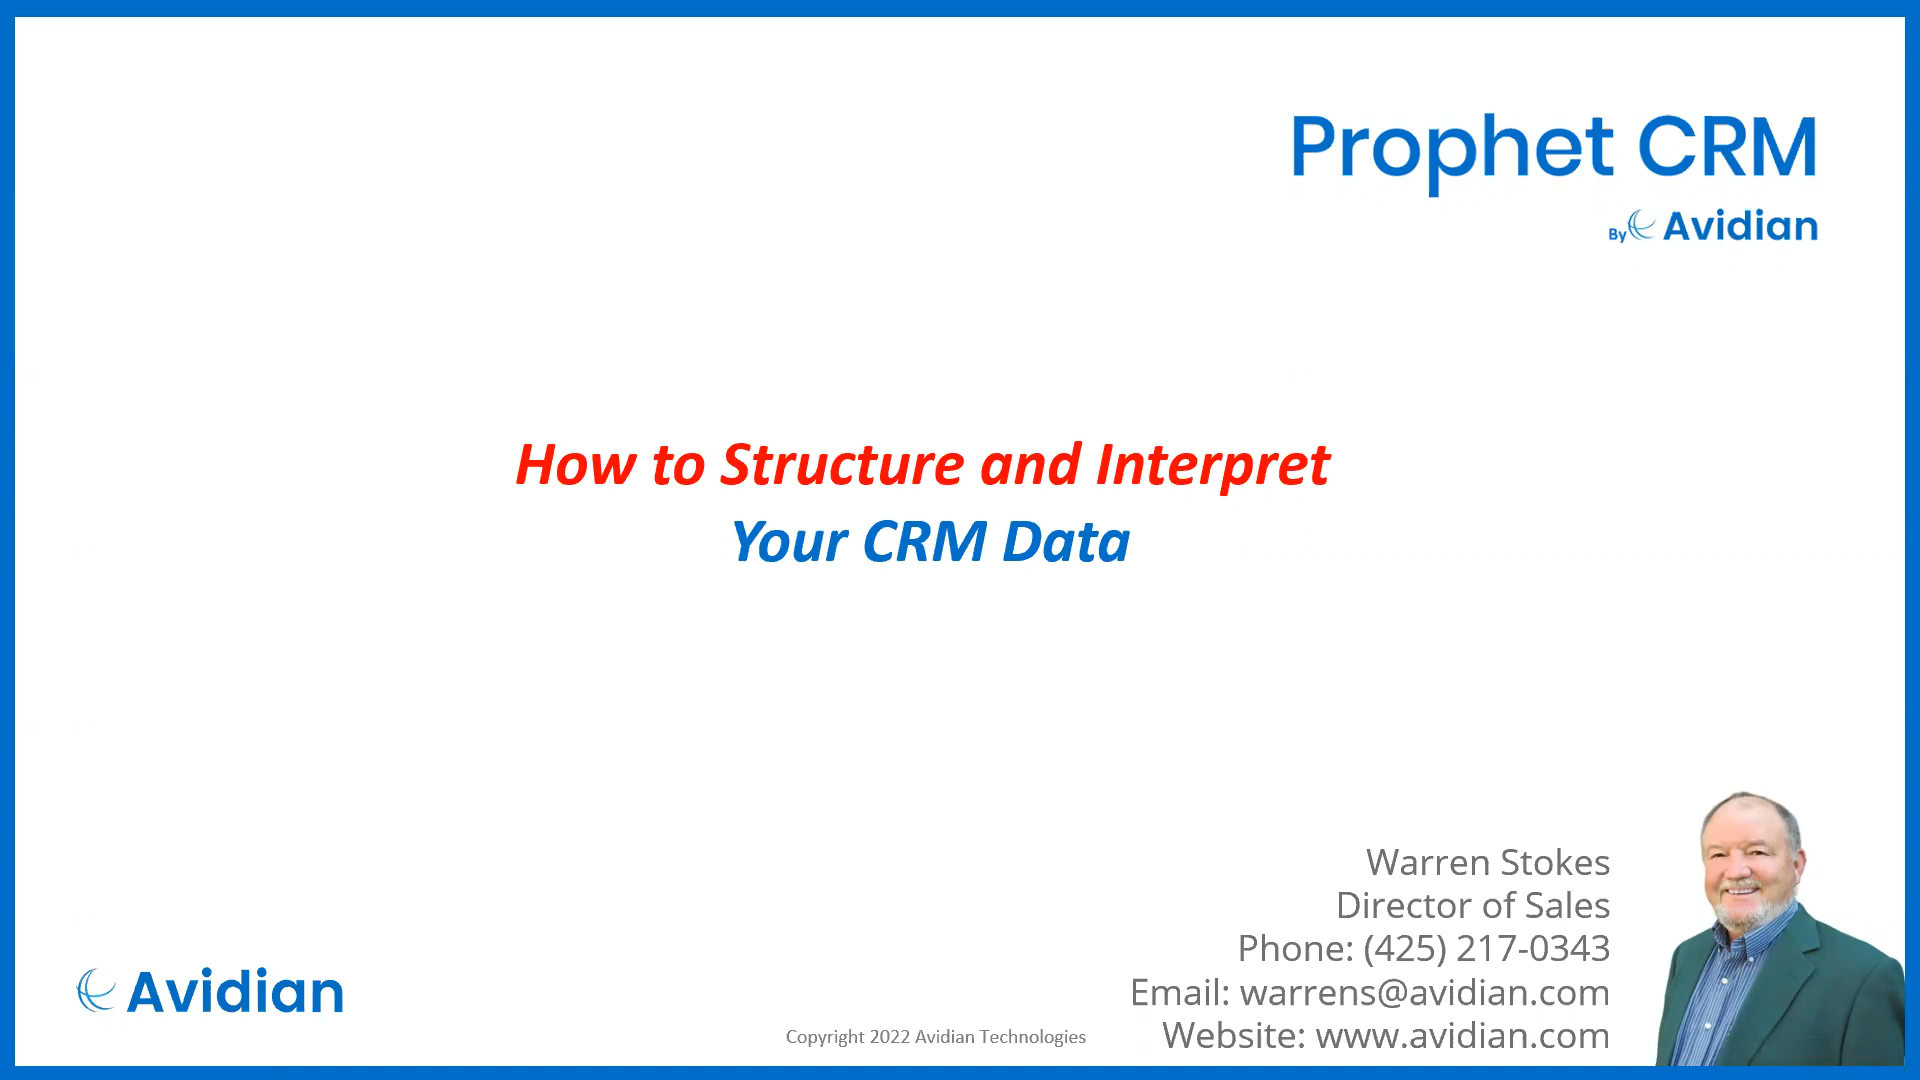 Prophet CRM
By Avidian
How to Structure and Interpret
Your CRM Data
Warren Stokes
Director of Sales
Phone: (425) 217-0343
Email: warrens@avidian.com
Website: www.avidian.com
Avidian
Copyright 2022 Avidian Technologies